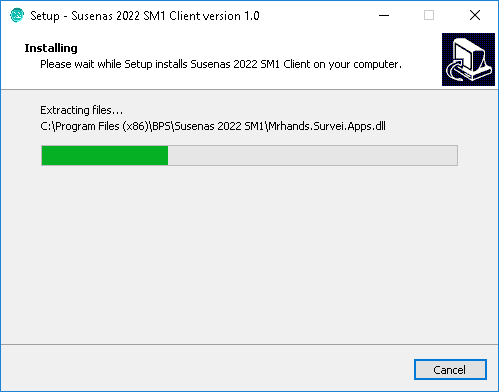 Setup - Susenas 2022 SM1 Client version 1.0
Installing
Please wait while Setup installs Susenas 2022 SM1 Client on your computer.
Extracting files...
C:\Program Files (x86)\BPS\Susenas 2022 SM1\Mrhands.Survei.Apps.dll
Cancel